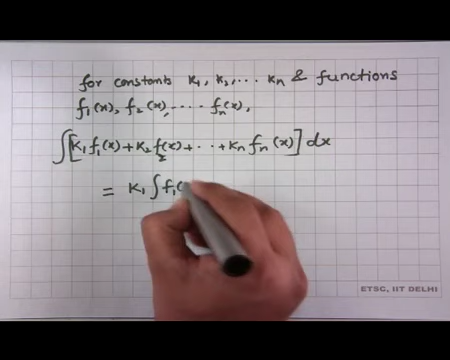 for constants K₁, K₂, ... Kn & functions
f₁(x), f₂(x), ... fn(x),
∫[K₁f₁(x)+K₂f₂(x)+ ... +Knfn(x)]dx
= K₁∫f₁(
ETSC, IIT DELHI